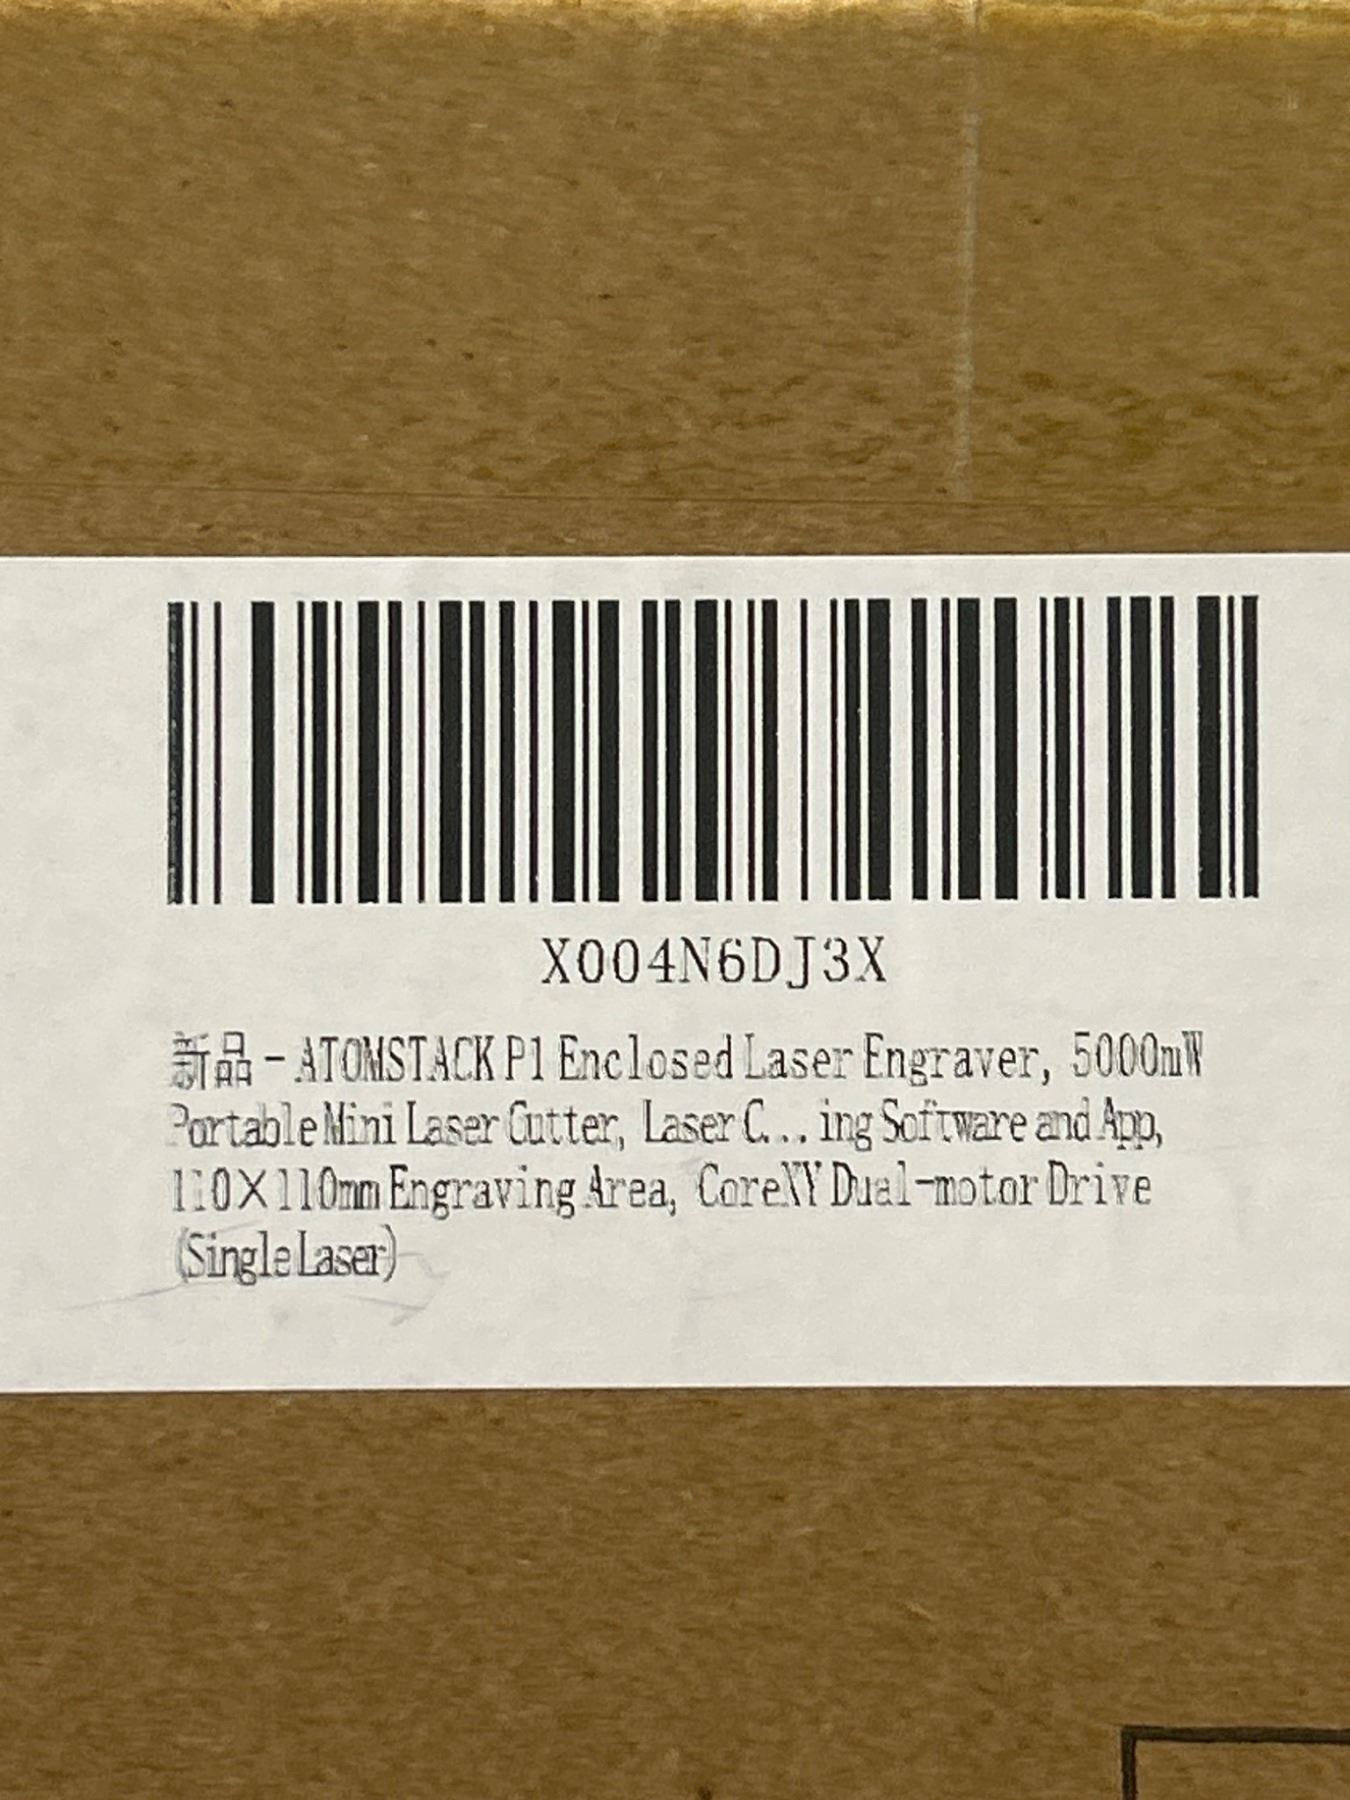 X004N6DJ3X
新品 - ATOMSTACK P1 Enclosed Laser Engraver, 5000mW
Portable Mini Laser Cutter, Laser C... ing Software and App,
110×110mm Engraving Area, CoreXY Dual-motor Drive
(Single Laser)